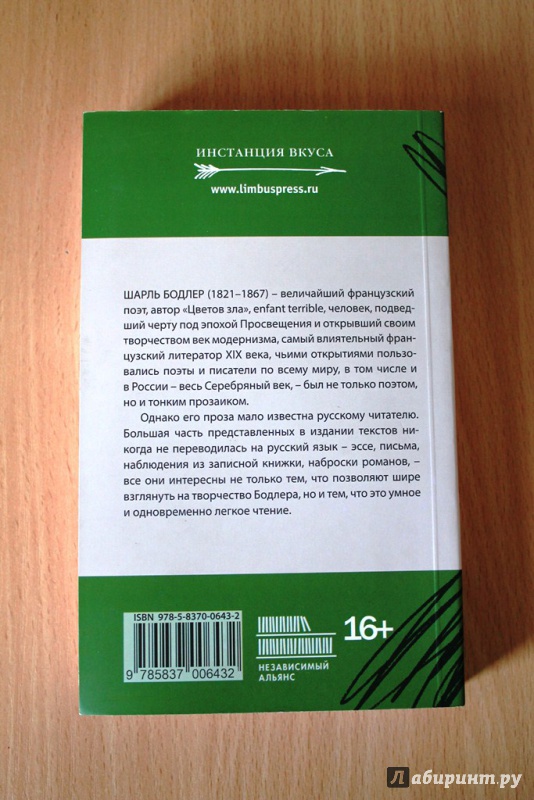 ИНСТАНЦИЯ ВКУСА
www.limbuspress.ru
ШАРЛЬ БОДЛЕР (1821–1867) – величайший французский
поэт, автор «Цветов зла», enfant terrible, человек, подвед-
ший черту под эпохой Просвещения и открывший своим
творчеством век модернизма, самый влиятельный фран-
цузский литератор XIX века, чьими открытиями пользо-
вались поэты и писатели по всему миру, в том числе и
в России – весь Серебряный век, – был не только поэтом,
но и тонким прозаиком.
Однако его проза мало известна русскому читателю.
Большая часть представленных в издании текстов ни-
когда не переводилась на русский язык – эссе, письма,
наблюдения из записной книжки, наброски романов, –
все они интересны не только тем, что позволяют шире
взглянуть на творчество Бодлера, но и тем, что это умное
и одновременно легкое чтение.
ISBN 978-5-8370-0643-2
9 785837 006432
НЕЗАВИСИМЫЙ
АЛЬЯНС
16+
Лабиринт.ру